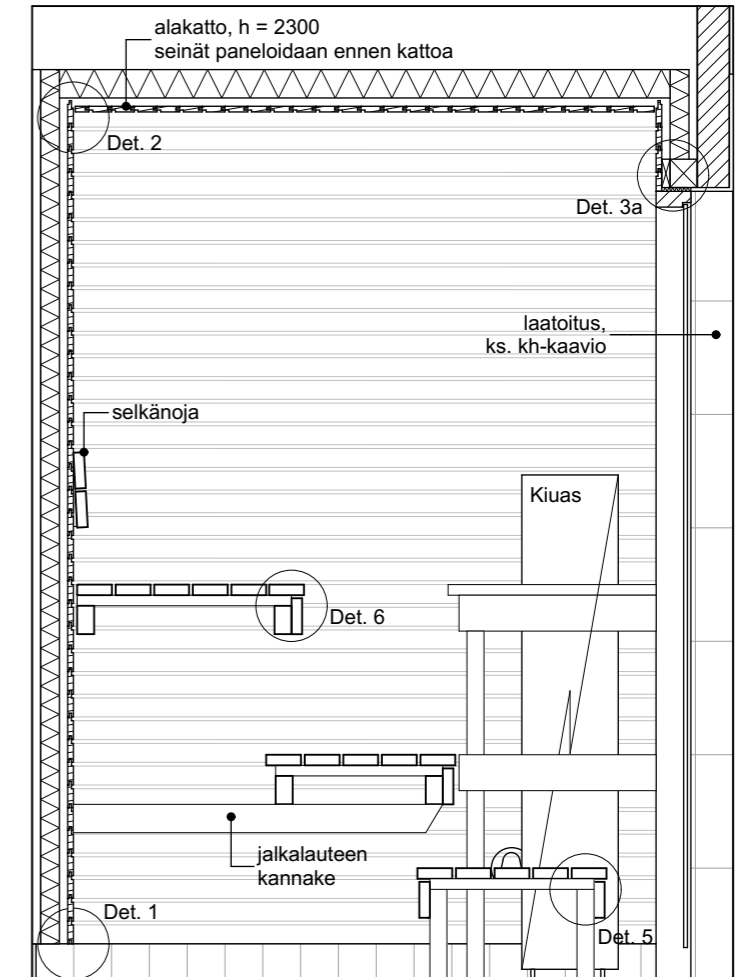 alakatto, h = 2300
seinät paneloidaan ennen kattoa
Det. 2
Det. 3a
laatoitus,
ks. kh-kaavio
selkänoja
Kiuas
Det. 6
jalkalauteen
kannake
Det. 1
Det. 5